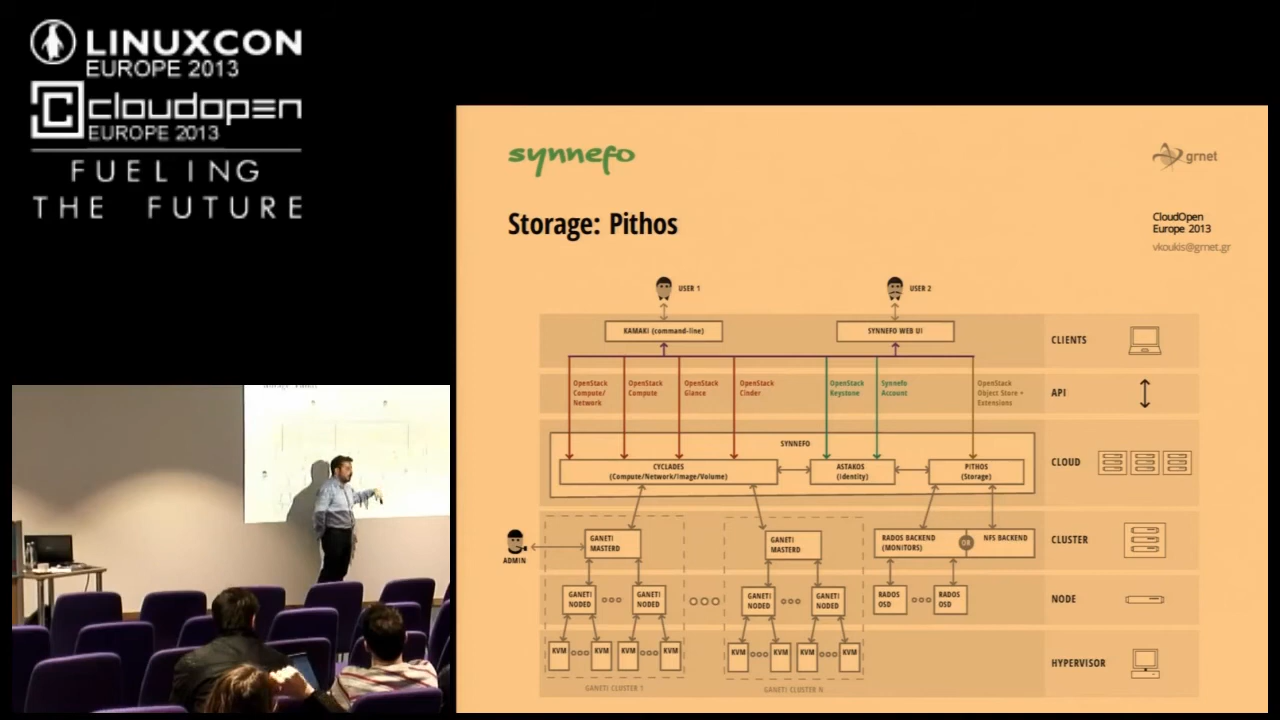 LINUXCON
EUROPE 2013
cloudopen
EUROPE 2013
FUELING
THE FUTURE
synnefo
grnet
Storage: Pithos
CloudOpen
Europe 2013
vkoukis@grnet.gr
USER 1
USER 2
KAMAKI (command-line)
SYNNEFO WEB UI
CLIENTS
OpenStack
Compute/
Network
OpenStack
Compute
OpenStack
Glance
OpenStack
Cinder
OpenStack
Keystone
Synnefo
Account
OpenStack
Object Store +
Extensions
API
SYNNEFO
CYCLADES
(Compute/Network/Image/Volume)
ASTAKOS
(Identity)
PITHOS
(Storage)
CLOUD
ADMIN
GANETI
MASTERD
GANETI
MASTERD
RADOS BACKEND
(MONITORS)
OR
NFS BACKEND
CLUSTER
GANETI
NODED
GANETI
NODED
GANETI
NODED
GANETI
NODED
RADOS
OSD
RADOS
OSD
NODE
KVM
KVM
KVM
KVM
KVM
KVM
KVM
KVM
HYPERVISOR
GANETI CLUSTER 1
GANETI CLUSTER N